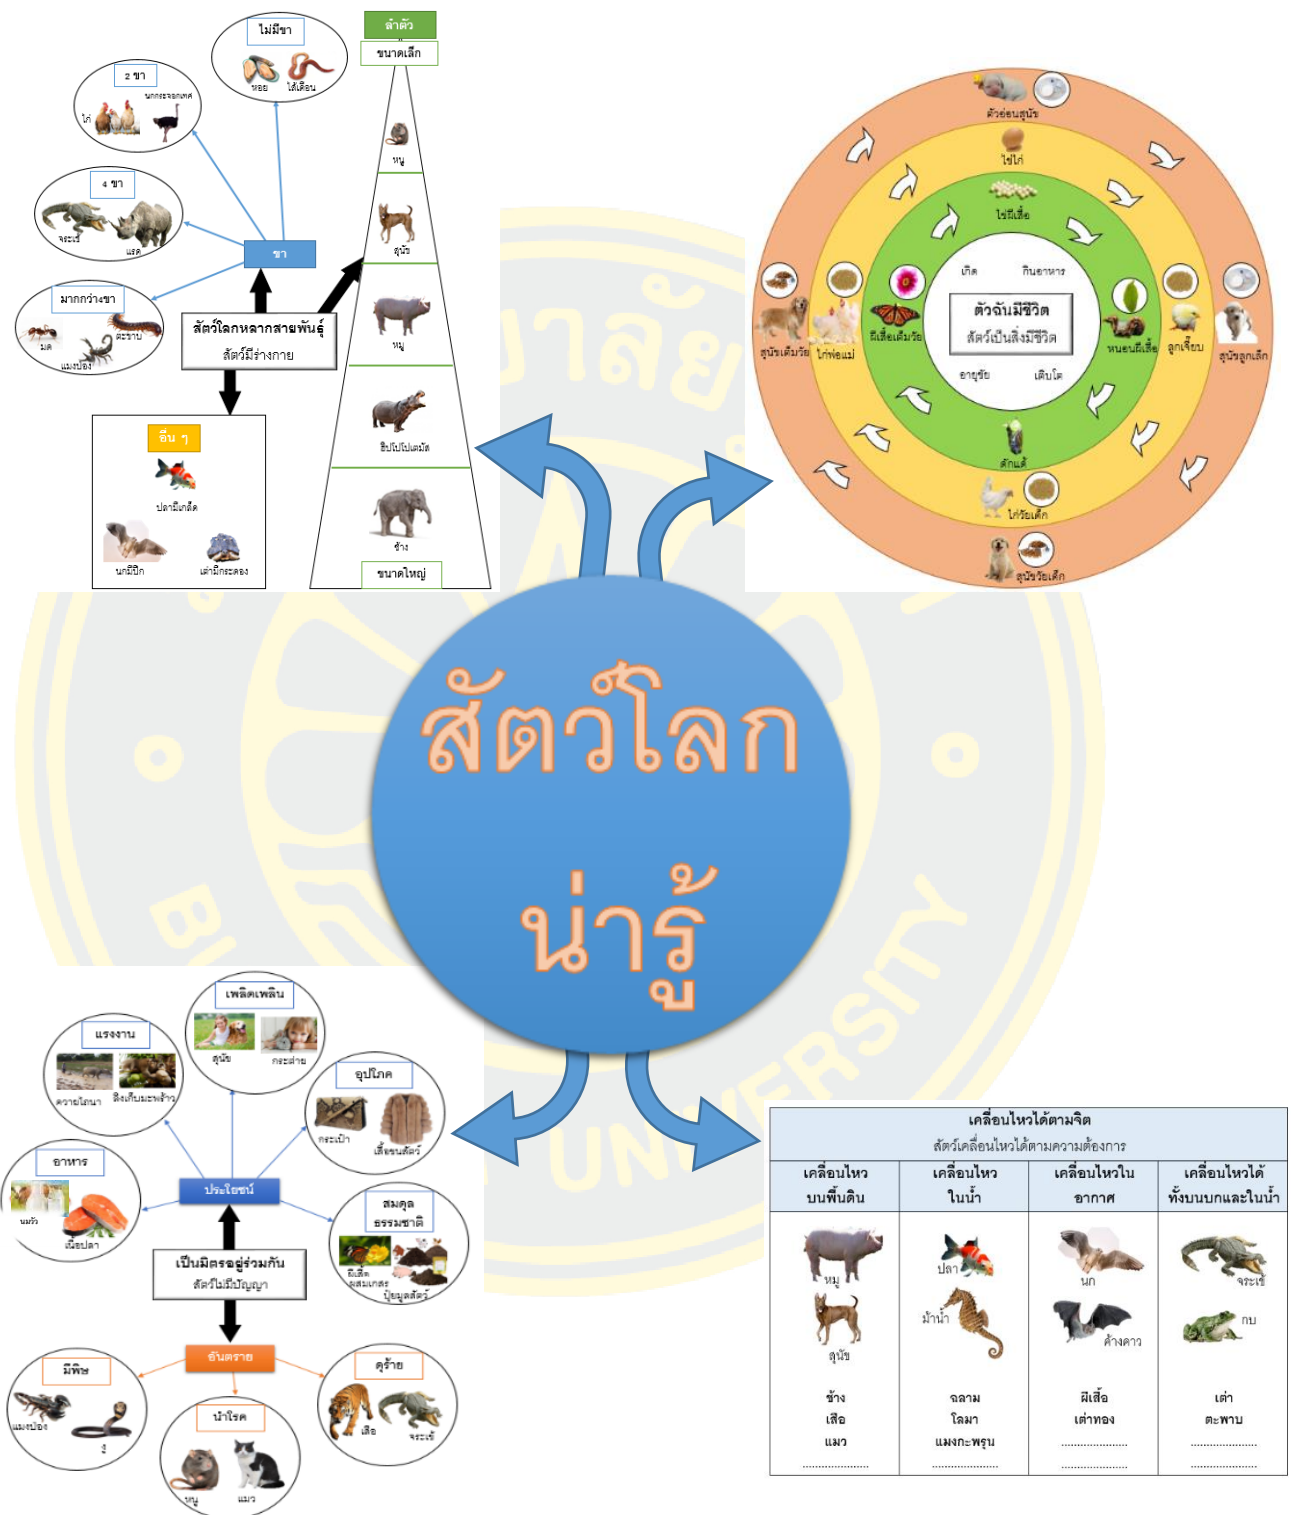 ไม่มีขา
หอย
ไส้เดือน
2 ขา
ไก่
นกกระจอกเทศ
4 ขา
จระเข้
แรด
มากกว่า4ขา
มด
แมงป่อง
ตะขาบ
ขา
สัตว์โลกหลากสายพันธุ์
สัตว์มีร่างกาย
อื่น ๆ
ปลามีเกล็ด
นกมีปีก
เต่ามีกระดอง
ลำตัว
ขนาดเล็ก
หนู
สุนัข
หมู
ฮิปโปโปเตมัส
ช้าง
ขนาดใหญ่
ตัวอ่อนสุนัข
ไข่ไก่
ไข่ผีเสื้อ
เกิด
กินอาหาร
ตัวฉันมีชีวิต
สัตว์เป็นสิ่งมีชีวิต
อายุขัย
เติบโต
สุนัขเต็มวัย
ไก่พ่อแม่
ผีเสื้อเต็มวัย
หนอนผีเสื้อ
ลูกเจี๊ยบ
สุนัขลูกเล็ก
ดักแด้
ไก่วัยเด็ก
สุนัขวัยเด็ก
สัตว์โลก
น่ารู้
เพลิดเพลิน
สุนัข
กระต่าย
แรงงาน
ควายไถนา
ลิงเก็บมะพร้าว
อุปโภค
กระเป๋า
เสื้อขนสัตว์
อาหาร
นมวัว
เนื้อปลา
ประโยชน์
สมดุล
ธรรมชาติ
ผีเสื้อ
ผสมเกสร
ปุ๋ยมูลสัตว์
เป็นมิตรอยู่ร่วมกัน
สัตว์ไม่มีปัญญา
อันตราย
มีพิษ
แมงป่อง
งู
นำโรค
หนู
แมว
ดุร้าย
เสือ
จระเข้
เคลื่อนไหวได้ตามจิต
สัตว์เคลื่อนไหวได้ตามความต้องการ
เคลื่อนไหว
บนพื้นดิน
เคลื่อนไหว
ในน้ำ
เคลื่อนไหวใน
อากาศ
เคลื่อนไหวได้
ทั้งบนบกและในน้ำ
หมู
ปลา
นก
จระเข้
สุนัข
ม้าน้ำ
ค้างคาว
กบ
ช้าง
ฉลาม
ผีเสื้อ
เต่า
เสือ
โลมา
เต่าทอง
ตะพาบ
แมว
แมงกะพรุน
....................
....................
....................
....................
....................
....................
UNIVERSITY